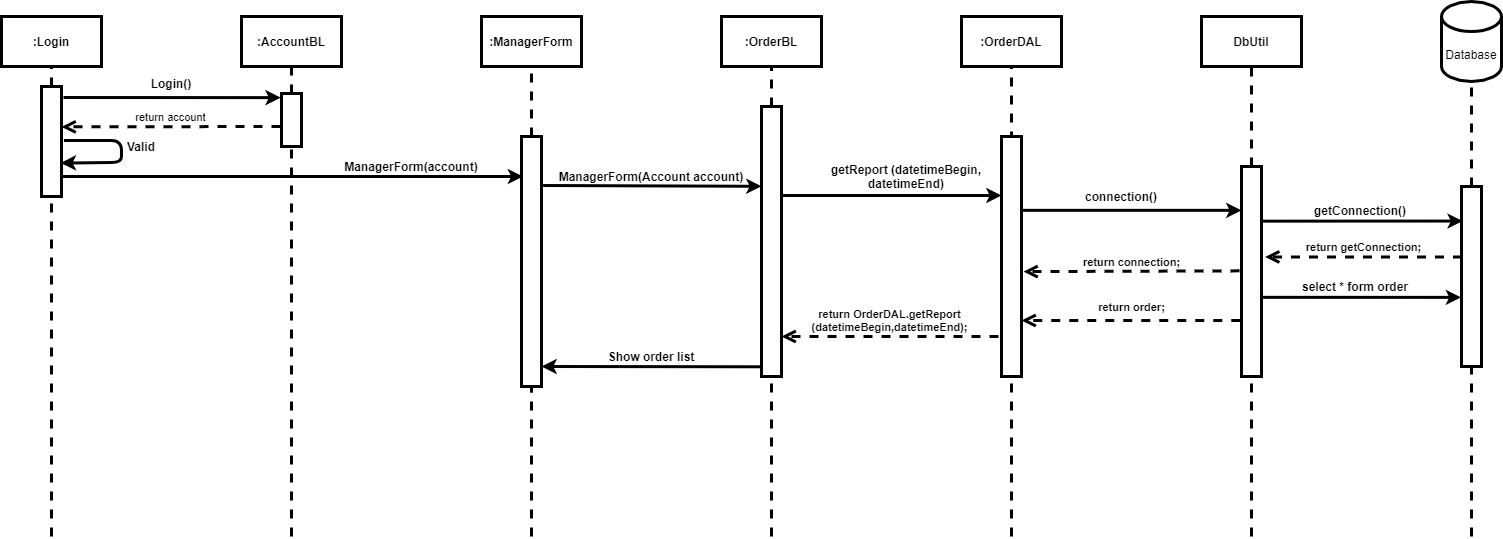 :Login
:AccountBL
:ManagerForm
:OrderBL
:OrderDAL
DbUtil
Database
Login()
return account
Valid
ManagerForm(account)
ManagerForm(Account account)
getReport (datetimeBegin,
datetimeEnd)
connection()
getConnection()
return getConnection;
return connection;
select * form order
return order;
return OrderDAL.getReport
(datetimeBegin,datetimeEnd);
Show order list